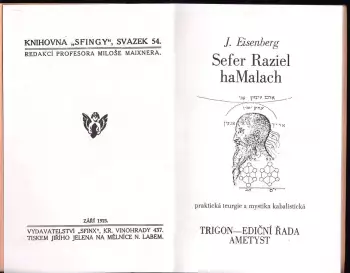 KNIHOVNA „SFINGY", SVAZEK 54.
REDAKCÍ PROFESORA MILOŠE MAIXNERA.
ZÁŘÍ
VYDAVATELSTVÍ „SFINX", KR. VINOHRADY 437.
TISKEM JIŘÍHO JELENA NA MĚLNÍCE N. LABEM.
J. Eisenberg
Sefer Raziel
haMalach
praktická teurgie a mystika kabalistická
TRIGON—EDIČNÍ ŘADA
AMETYST